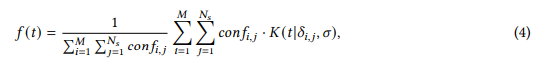 f(t) = \frac{1}{\sum_{i=1}^{M} \sum_{j=1}^{N_s} conf_{i,j}} \sum_{i=1}^{M} \sum_{j=1}^{N_s} conf_{i,j} \cdot K(t|\delta_{i,j}, \sigma), (4)